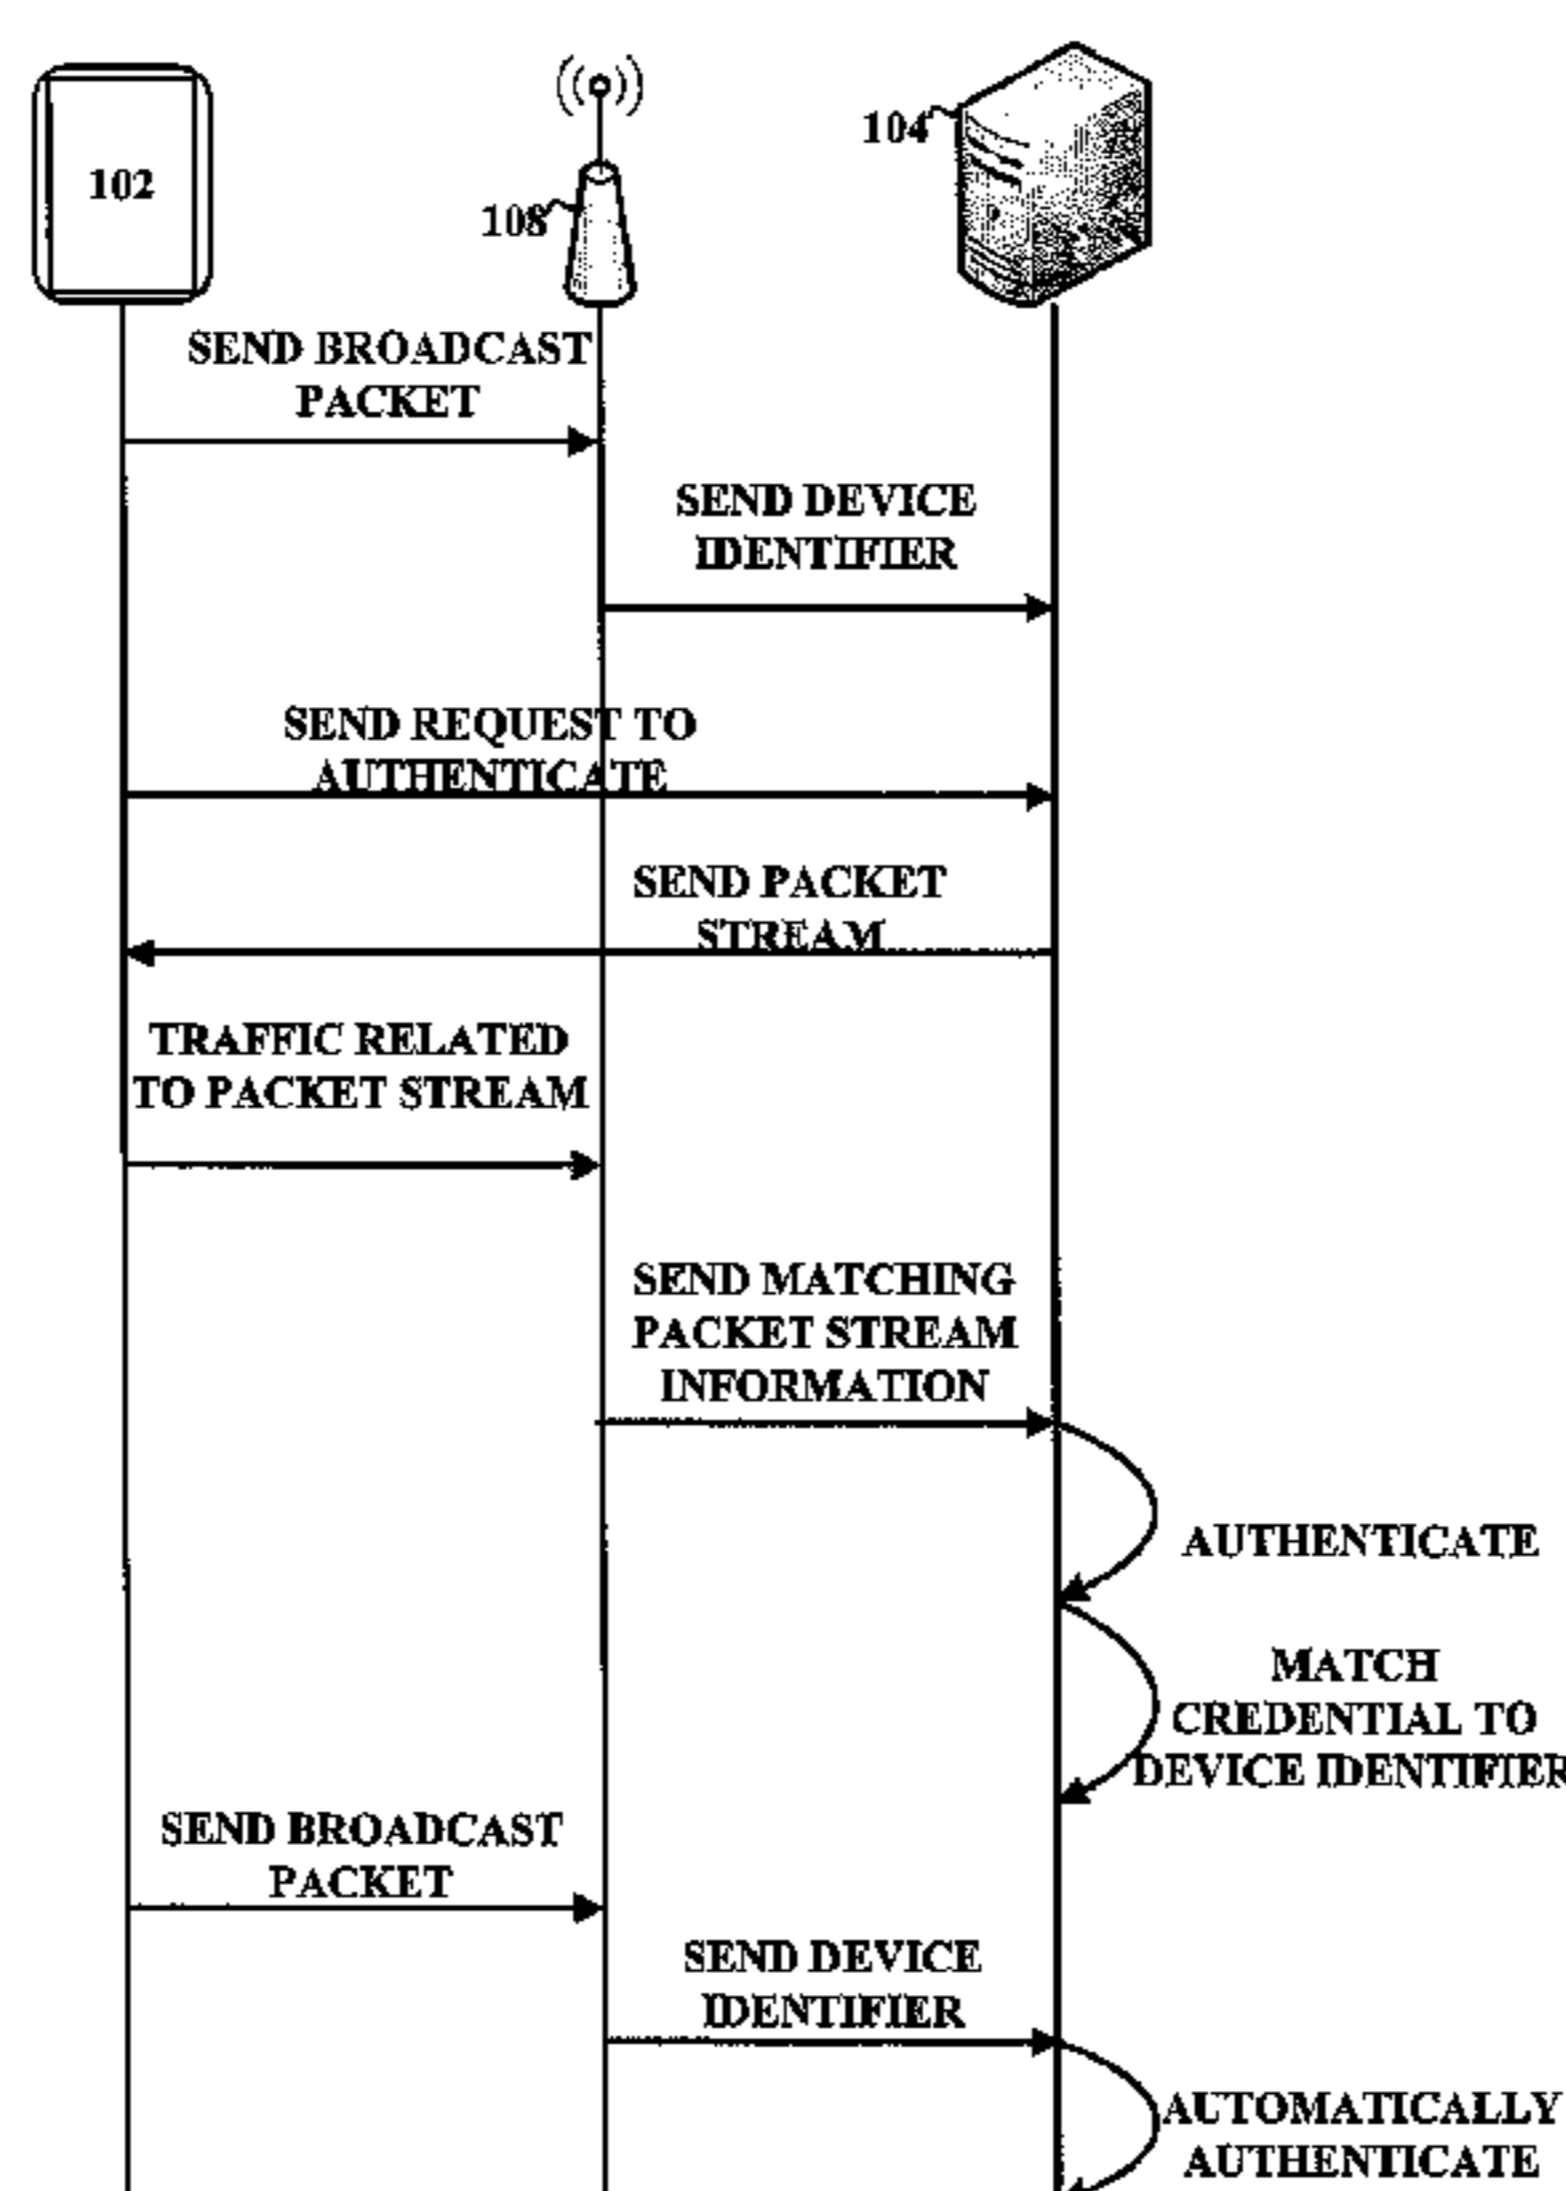 102
108
104
SEND BROADCAST
PACKET
SEND DEVICE
IDENTIFIER
SEND REQUEST TO
AUTHENTICATE
SEND PACKET
STREAM
TRAFFIC RELATED
TO PACKET STREAM
SEND MATCHING
PACKET STREAM
INFORMATION
AUTHENTICATE
MATCH
CREDENTIAL TO
DEVICE IDENTIFIER
SEND BROADCAST
PACKET
SEND DEVICE
IDENTIFIER
AUTOMATICALLY
AUTHENTICATE